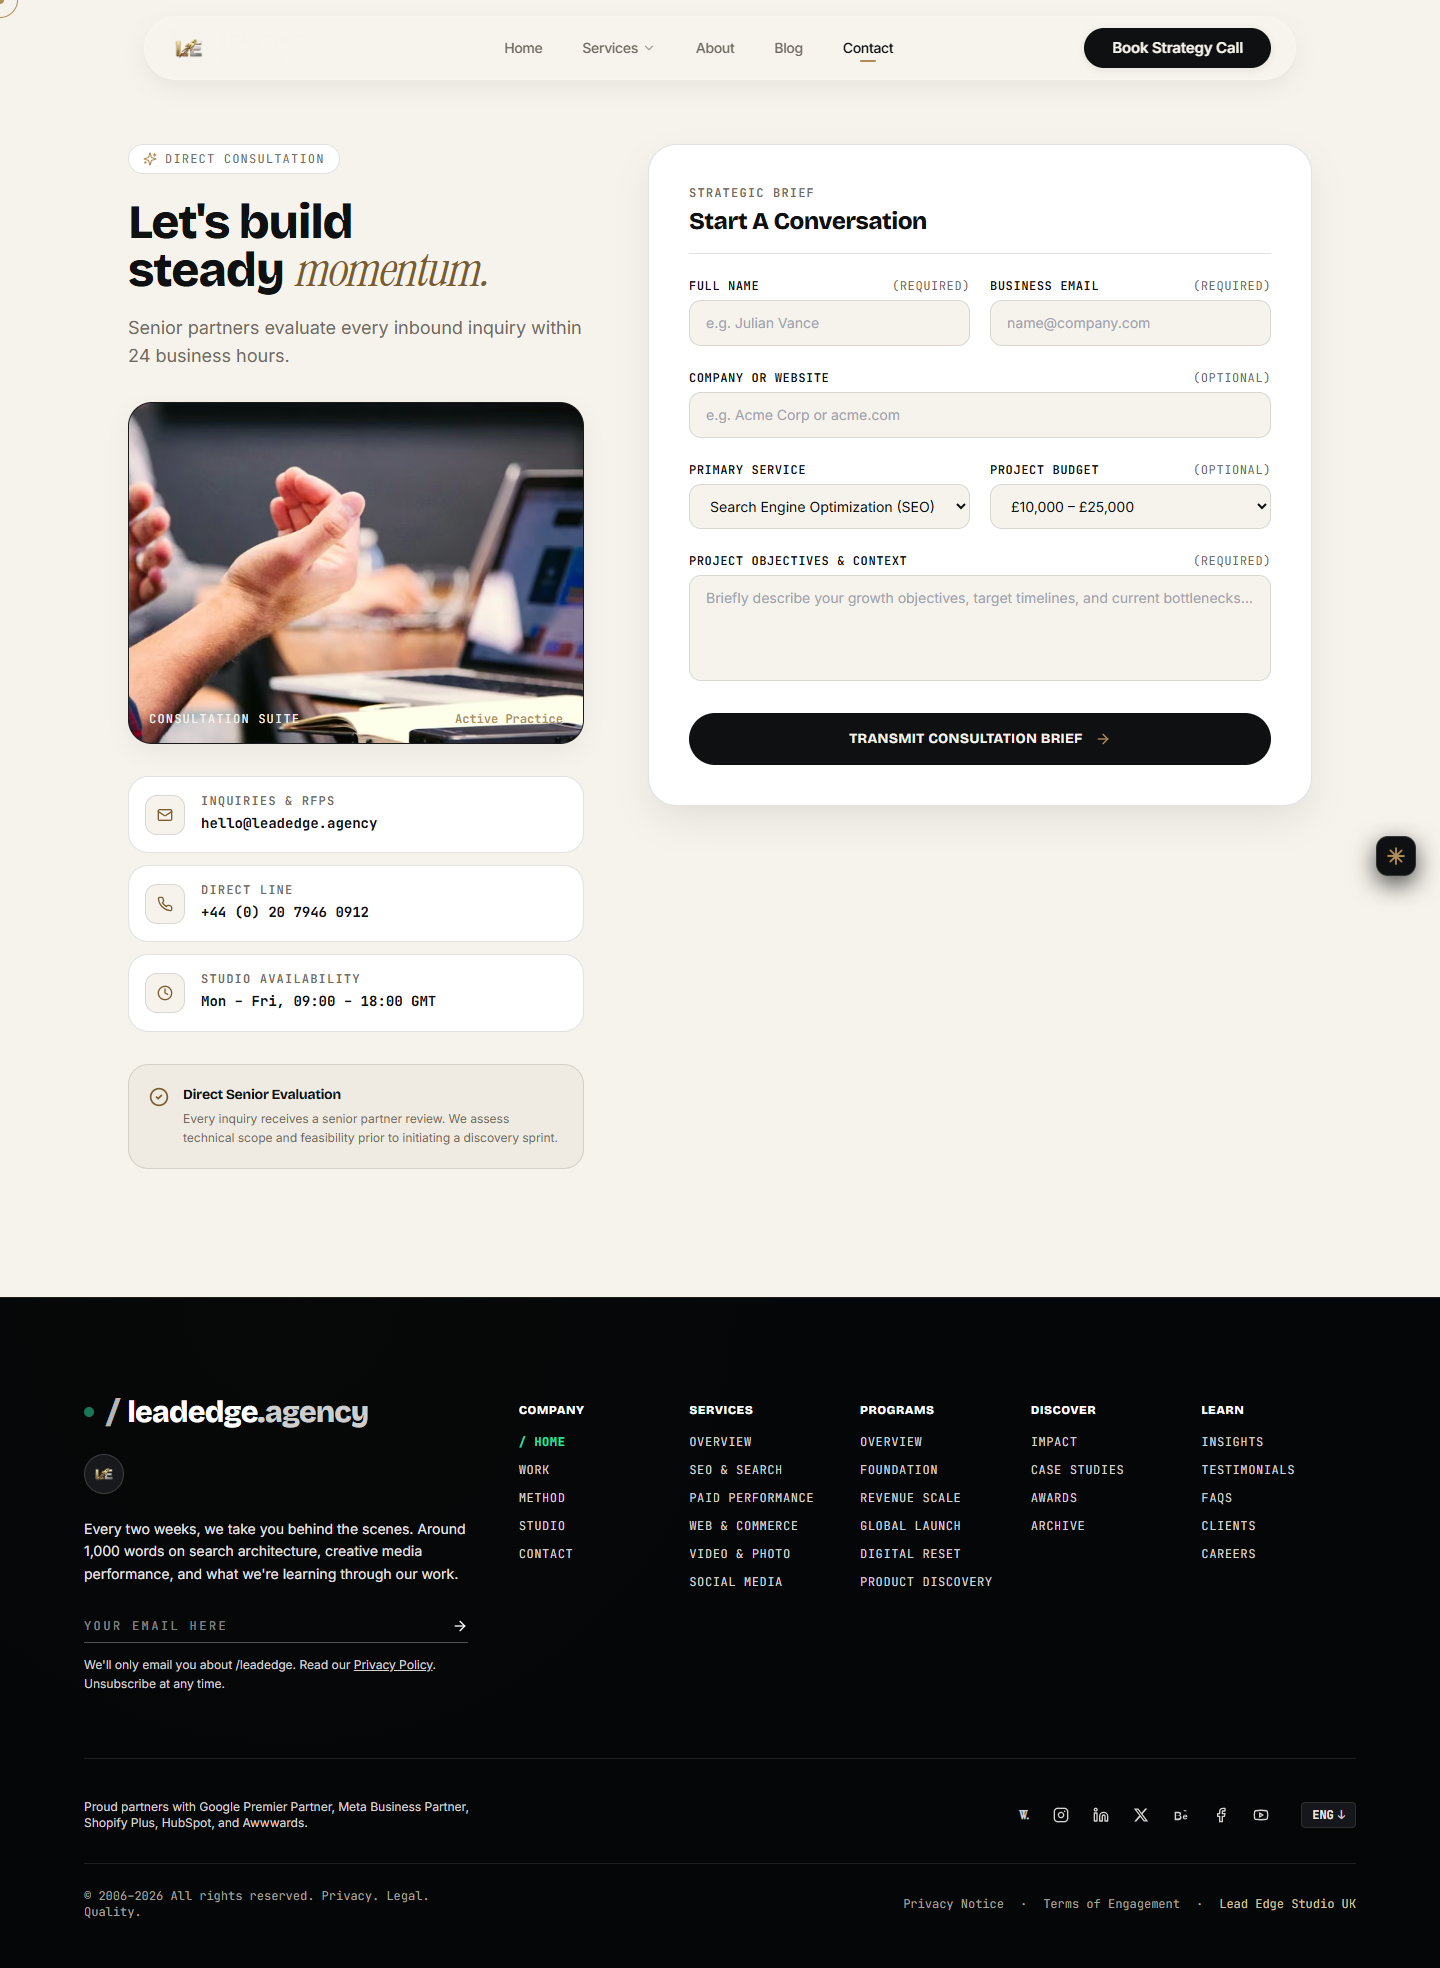 LE
Home
Services
About
Blog
Contact
Book Strategy Call
DIRECT CONSULTATION
Let's build
steady momentum.
Senior partners evaluate every inbound inquiry within
24 business hours.
CONSULTATION SUITE
Active Practice
INQUIRIES & RFPS
hello@leadedge.agency
DIRECT LINE
+44 (0) 20 7946 0912
STUDIO AVAILABILITY
Mon – Fri, 09:00 – 18:00 GMT
Direct Senior Evaluation
Every inquiry receives a senior partner review. We assess
technical scope and feasibility prior to initiating a discovery sprint.
STRATEGIC BRIEF
Start A Conversation
FULL NAME (REQUIRED)
e.g. Julian Vance
BUSINESS EMAIL (REQUIRED)
name@company.com
COMPANY OR WEBSITE (OPTIONAL)
e.g. Acme Corp or acme.com
PRIMARY SERVICE
Search Engine Optimization (SEO)
PROJECT BUDGET (OPTIONAL)
£10,000 – £25,000
PROJECT OBJECTIVES & CONTEXT (REQUIRED)
Briefly describe your growth objectives, target timelines, and current bottlenecks...
TRANSMIT CONSULTATION BRIEF
/ leadedge.agency
LE
Every two weeks, we take you behind the scenes. Around
1,000 words on search architecture, creative media
performance, and what we're learning through our work.
YOUR EMAIL HERE
We'll only email you about /leadedge. Read our Privacy Policy.
Unsubscribe at any time.
COMPANY
/ HOME
WORK
METHOD
STUDIO
CONTACT
SERVICES
OVERVIEW
SEO & SEARCH
PAID PERFORMANCE
WEB & COMMERCE
VIDEO & PHOTO
SOCIAL MEDIA
PROGRAMS
OVERVIEW
FOUNDATION
REVENUE SCALE
GLOBAL LAUNCH
DIGITAL RESET
PRODUCT DISCOVERY
DISCOVER
IMPACT
CASE STUDIES
AWARDS
ARCHIVE
LEARN
INSIGHTS
TESTIMONIALS
FAQS
CLIENTS
CAREERS
Proud partners with Google Premier Partner, Meta Business Partner,
Shopify Plus, HubSpot, and Awwwards.
W.
Be
ENG ↓
© 2006–2026 All rights reserved. Privacy. Legal.
Quality.
Privacy Notice · Terms of Engagement · Lead Edge Studio UK